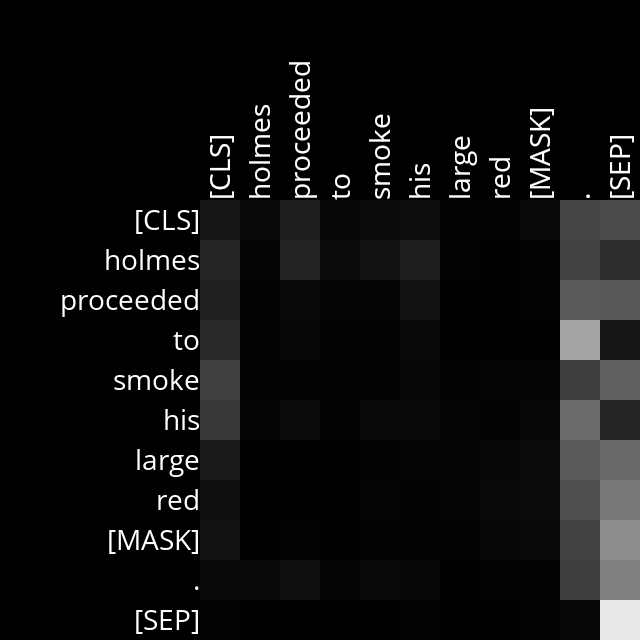 [CLS] holmes proceeded to smoke his large red [MASK] . [SEP]
[CLS]
holmes
proceeded
to
smoke
his
large
red
[MASK]
.
[SEP]